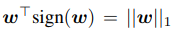 𝒘⊤sign(𝒘) = ||𝒘||₁